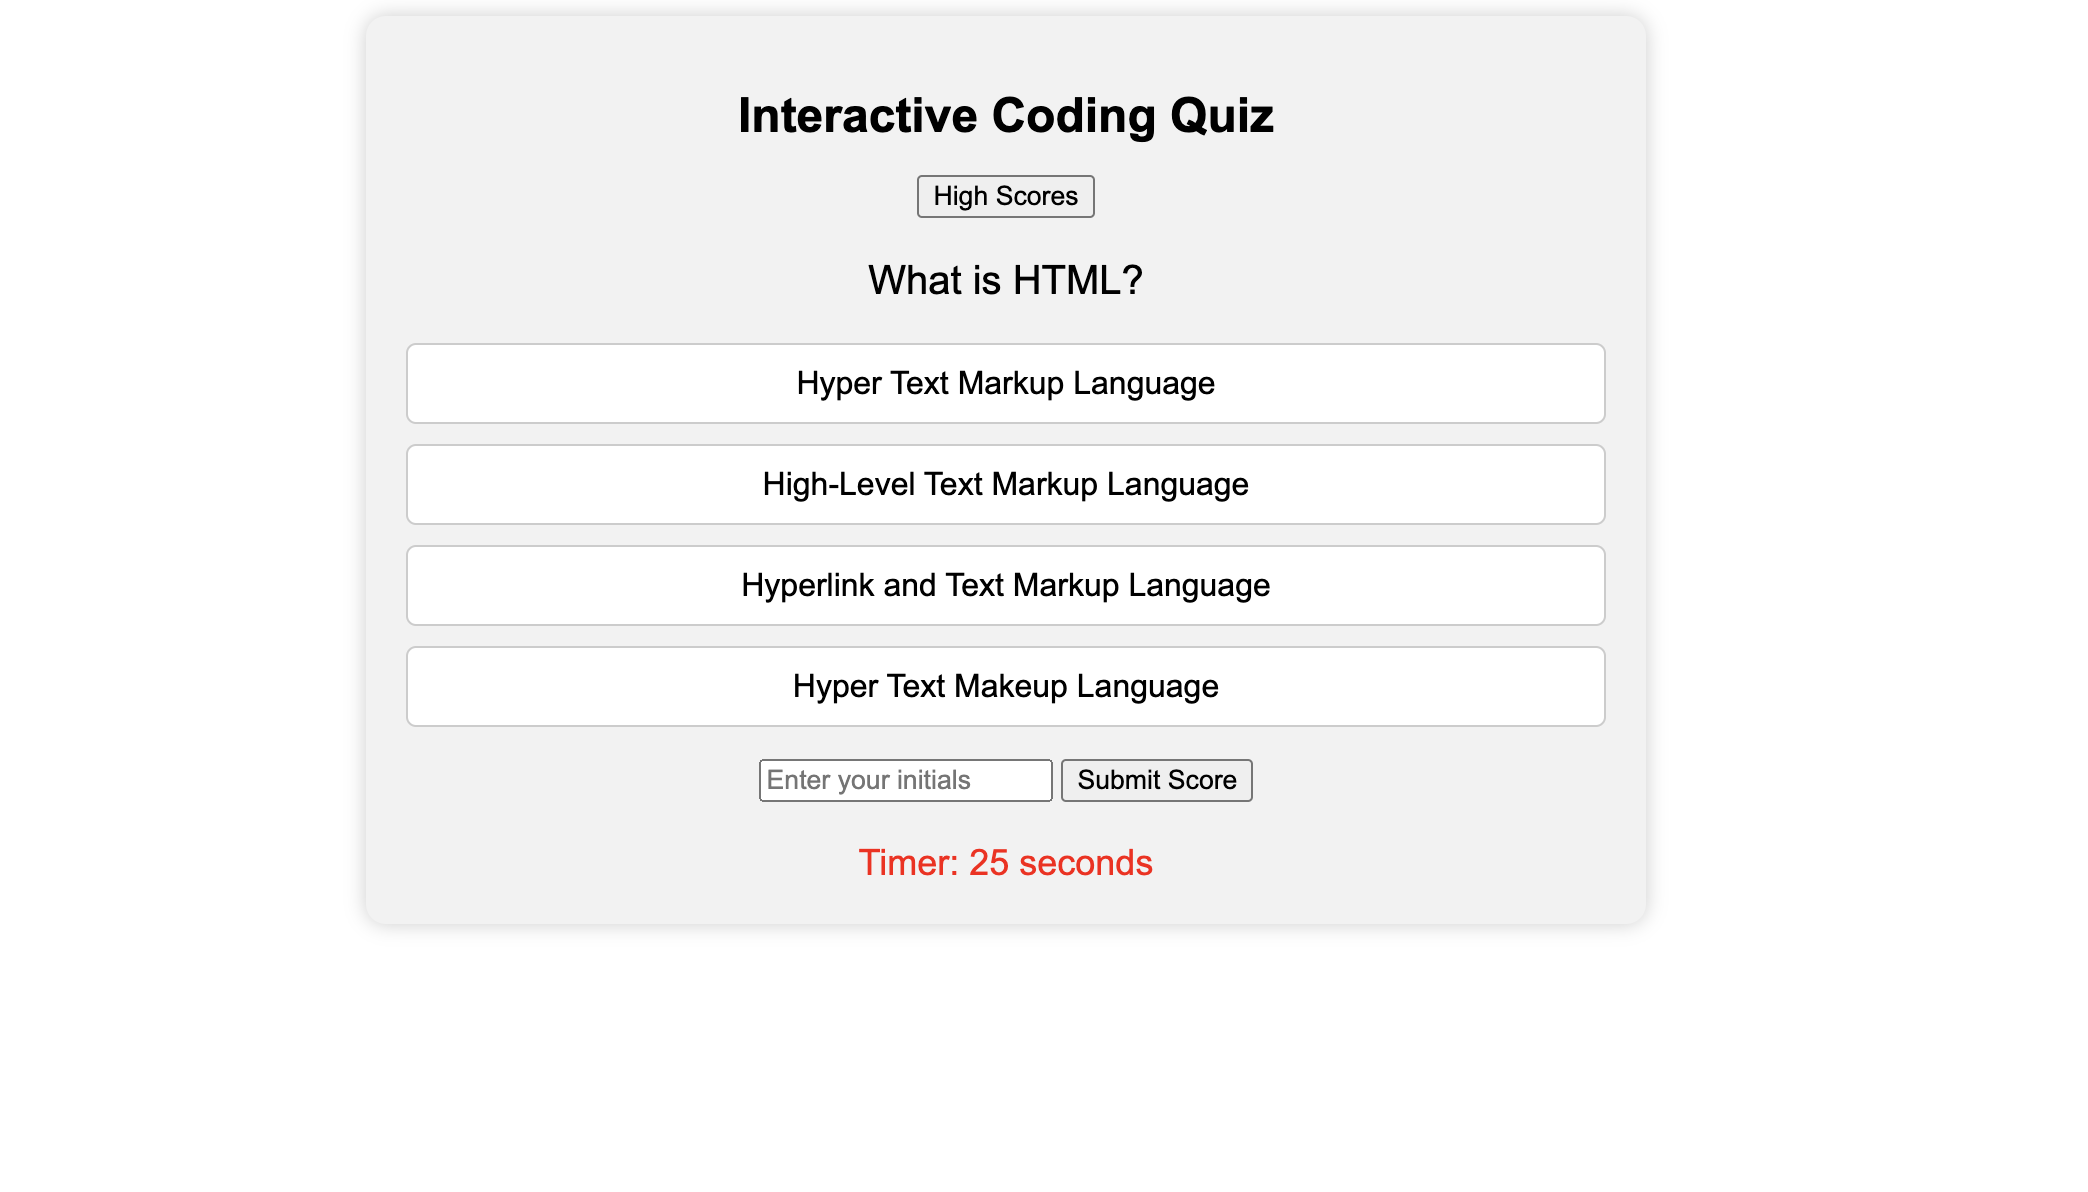 Interactive Coding Quiz
High Scores
What is HTML?
Hyper Text Markup Language
High-Level Text Markup Language
Hyperlink and Text Markup Language
Hyper Text Makeup Language
Enter your initials Submit Score
Timer: 25 seconds